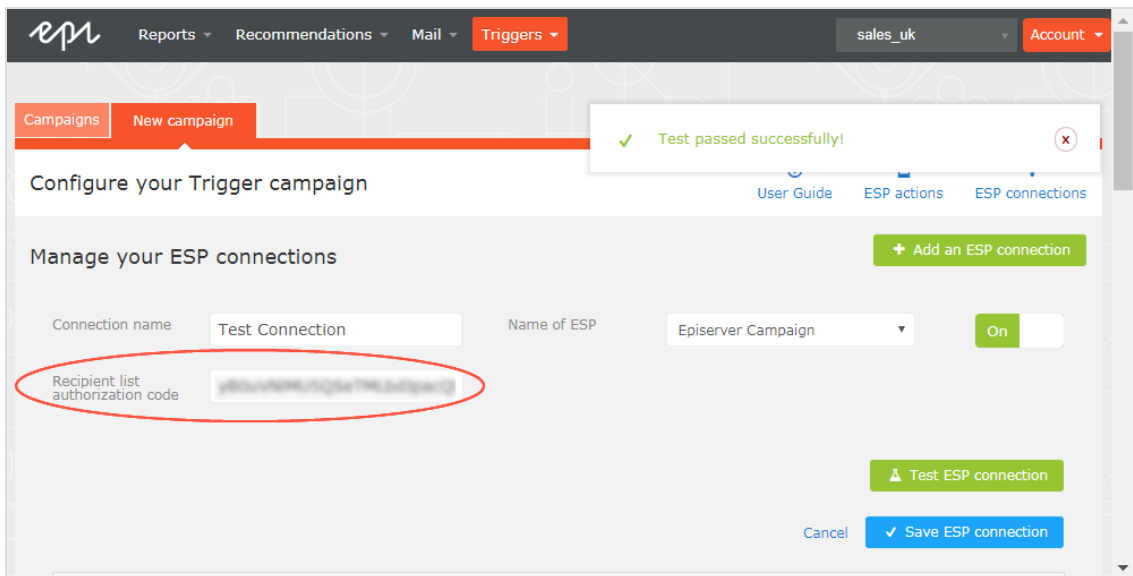 epi Reports Recommendations Mail Triggers sales_uk Account
Campaigns New campaign
Test passed successfully! x
Configure your Trigger campaign
User Guide ESP actions ESP connections
Manage your ESP connections + Add an ESP connection
Connection name Test Connection Name of ESP Episerver Campaign On
Recipient list
authorization code
Test ESP connection
Cancel Save ESP connection